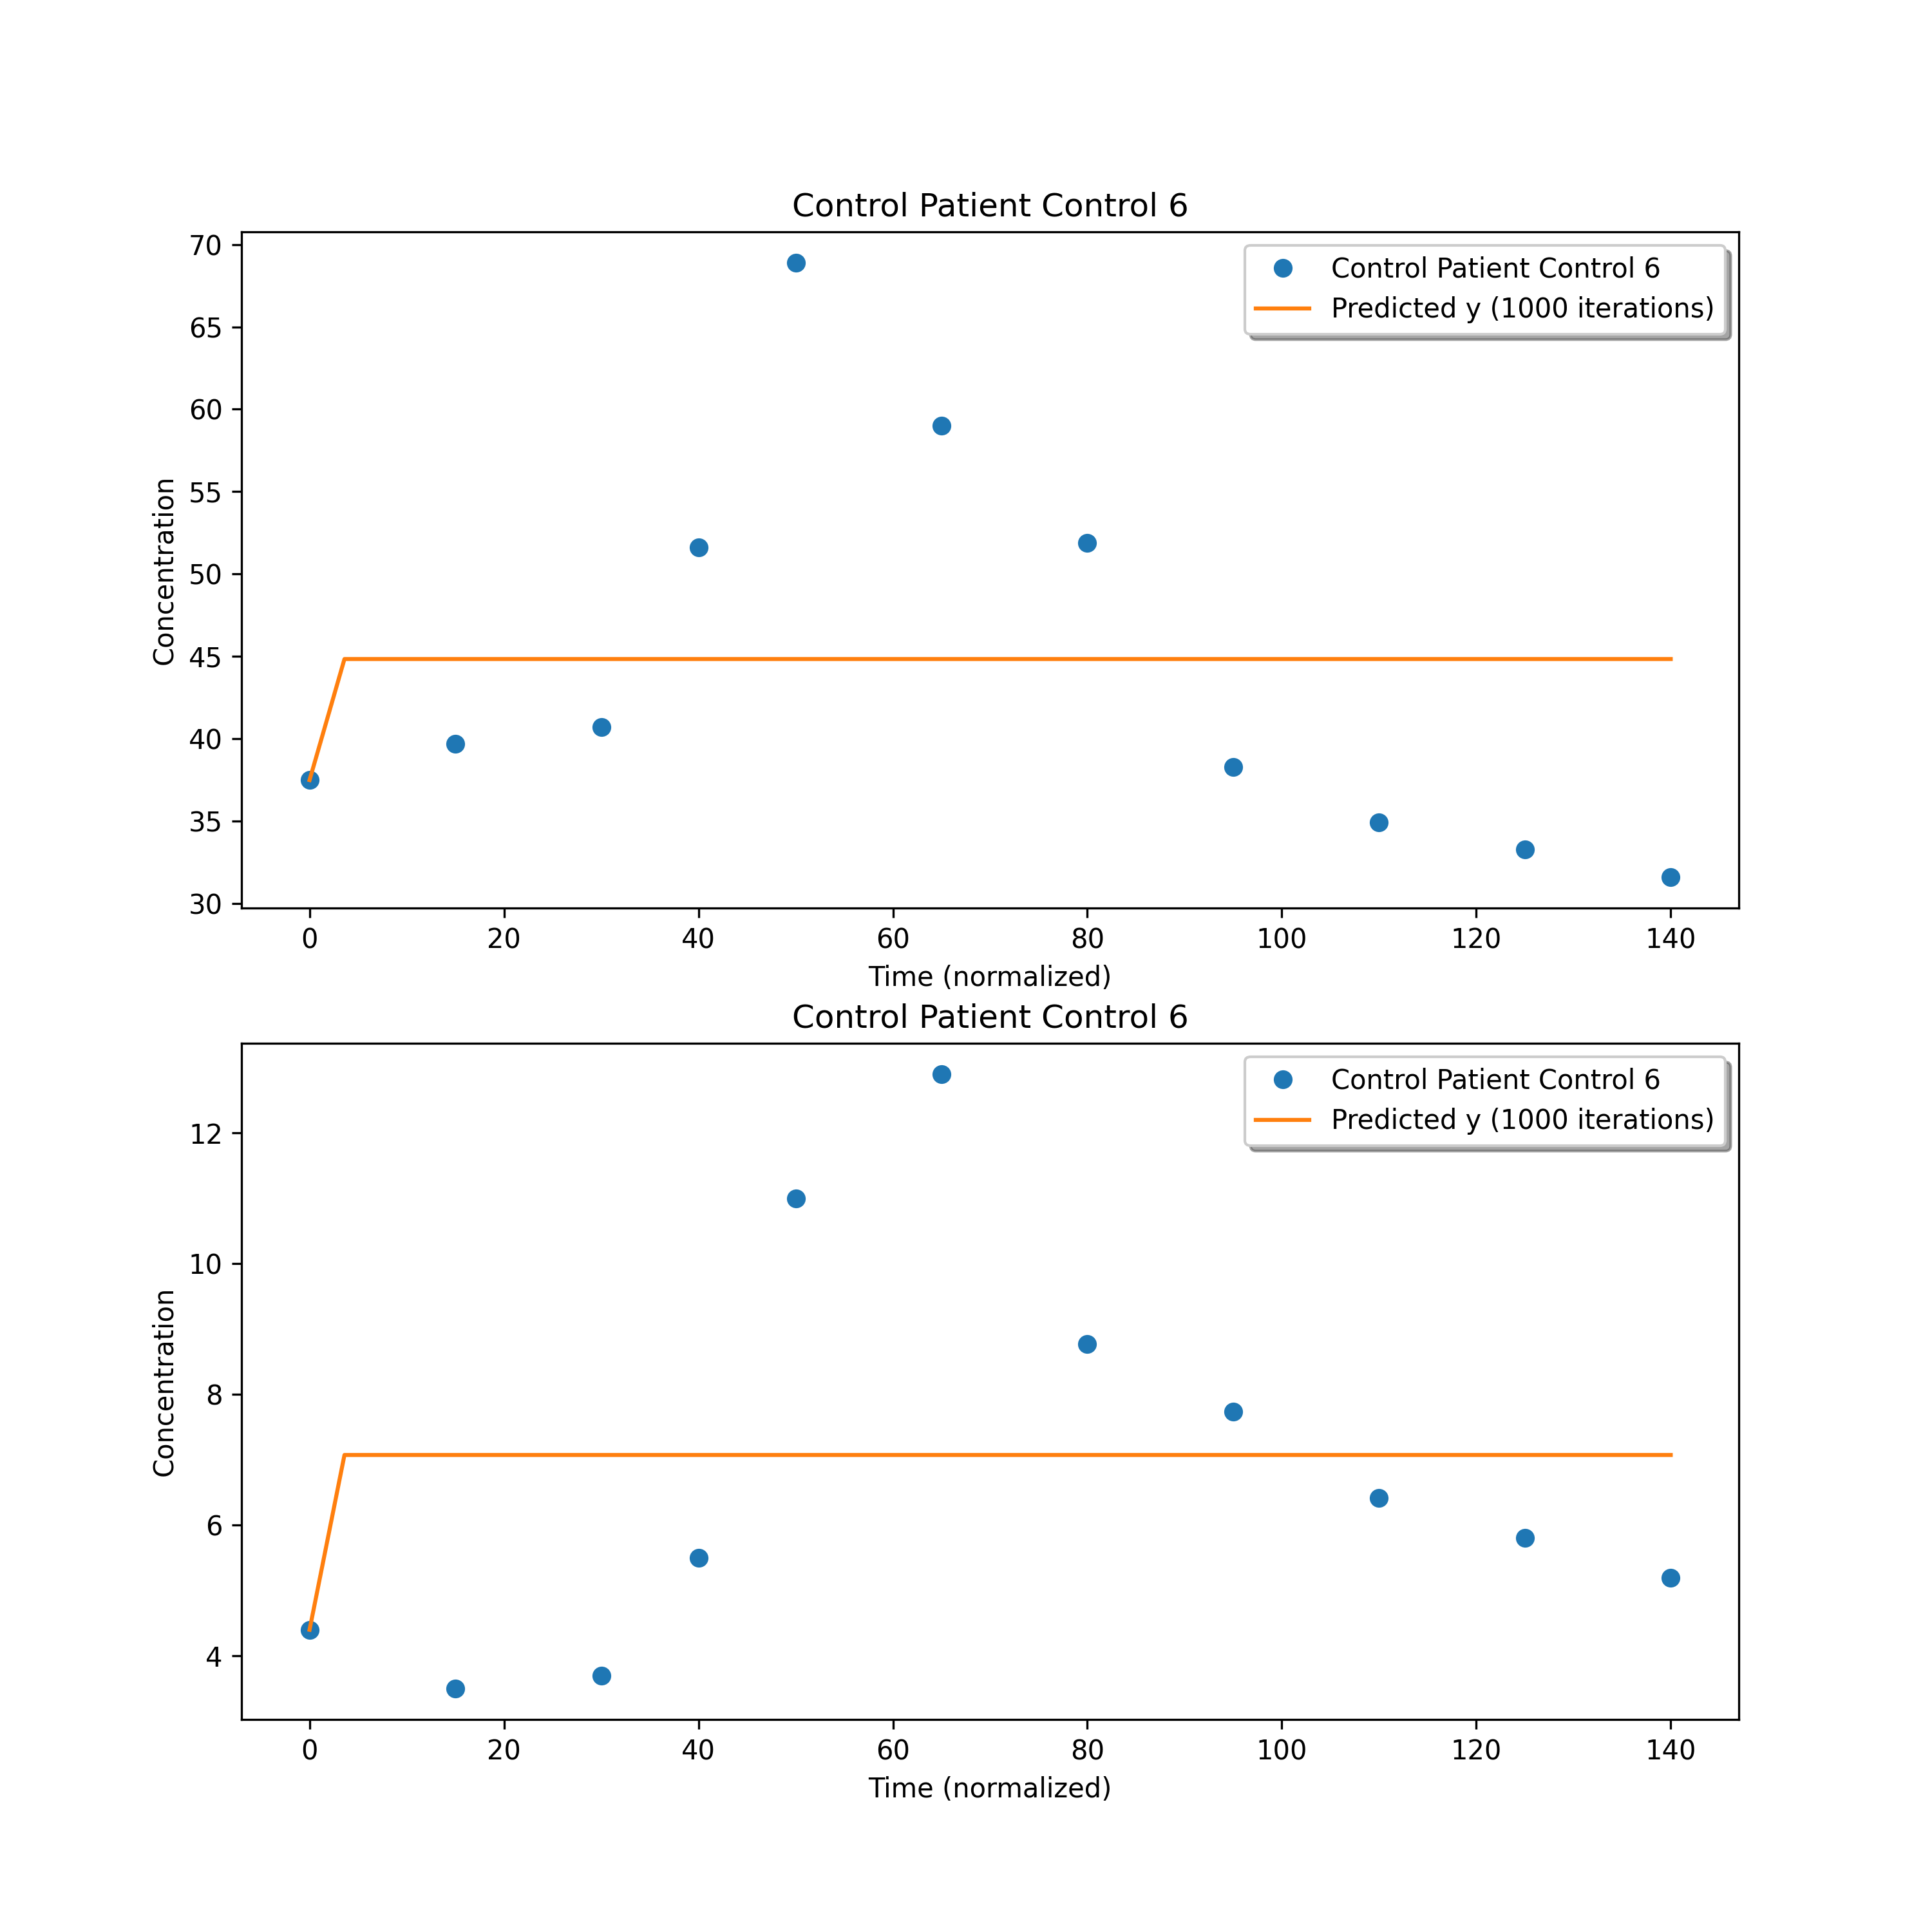 Control Patient Control 6
70
65
60
55
50
45
40
35
30
Concentration
Control Patient Control 6
Predicted y (1000 iterations)
0 20 40 60 80 100 120 140
Time (normalized)
Control Patient Control 6
12
10
8
6
4
Concentration
Control Patient Control 6
Predicted y (1000 iterations)
0 20 40 60 80 100 120 140
Time (normalized)